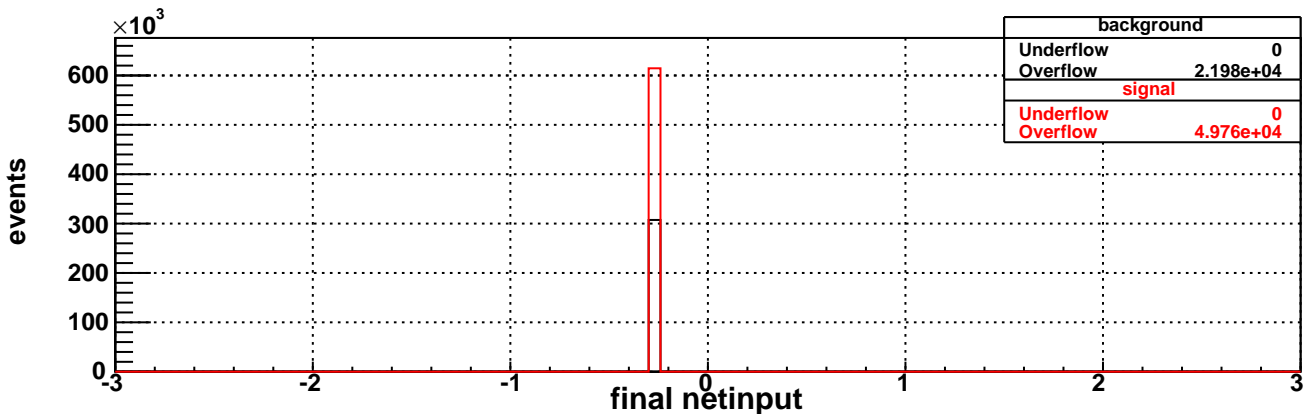 ×10³
background
Underflow 0
Overflow 2.198e+04
signal
Underflow 0
Overflow 4.976e+04
600
500
400
300
200
100
0
events
-3 -2 -1 0 1 2 3
final netinput